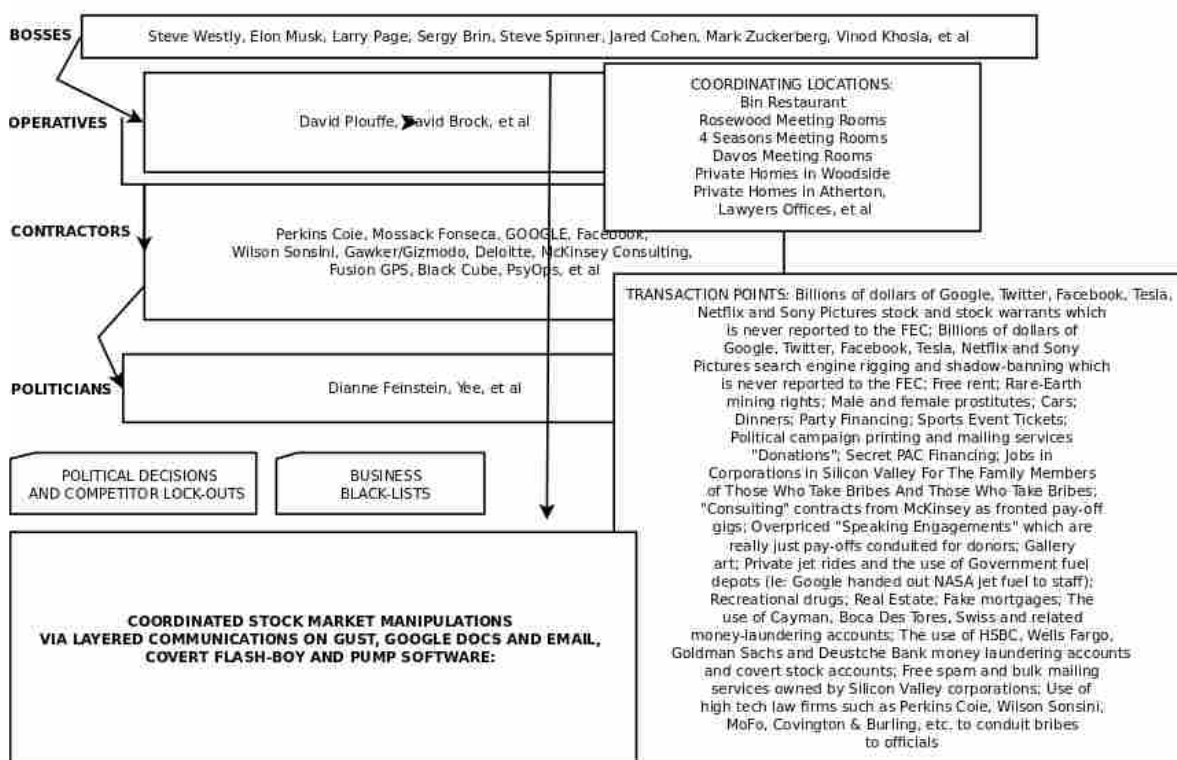 BOSSES
Steve Westly, Elon Musk, Larry Page, Sergy Brin, Steve Spinner, Jared Cohen, Mark Zuckerberg, Vinod Khosla, et al
OPERATIVES
David Plouffe, David Brock, et al
COORDINATING LOCATIONS:
Bin Restaurant
Rosewood Meeting Rooms
4 Seasons Meeting Rooms
Davos Meeting Rooms
Private Homes in Woodside
Private Homes in Atherton,
Lawyers Offices, et al
CONTRACTORS
Perkins Coie, Mossack Fonseca, GOOGLE, Facebook,
Wilson Sonsini, Gawker/Gizmodo, Deloitte, McKinsey Consulting,
Fusion GPS, Black Cube, PsyOps, et al
POLITICIANS
Dianne Feinstein, Yee, et al
TRANSACTION POINTS: Billions of dollars of Google, Twitter, Facebook, Tesla,
Netflix and Sony Pictures stock and stock warrants which
is never reported to the FEC; Billions of dollars of
Google, Twitter, Facebook, Tesla, Netflix and Sony
Pictures search engine rigging and shadow-banning which
is never reported to the FEC; Free rent; Rare-Earth
mining rights; Male and female prostitutes; Cars;
Dinners; Party Financing; Sports Event Tickets;
Political campaign printing and mailing services
"Donations"; Secret PAC Financing; Jobs in
Corporations in Silicon Valley For The Family Members
of Those Who Take Bribes And Those Who Take Bribes;
"Consulting" contracts from McKinsey as fronted pay-off
gigs; Overpriced "Speaking Engagements" which are
really just pay-offs conduited for donors; Gallery
art; Private jet rides and the use of Government fuel
depots (ie: Google handed out NASA jet fuel to staff);
Recreational drugs; Real Estate; Fake mortgages; The
use of Cayman, Boca Des Tores, Swiss and related
money-laundering accounts; The use of HSBC, Wells Fargo,
Goldman Sachs and Deustche Bank money laundering accounts
and covert stock accounts; Free spam and bulk mailing
services owned by Silicon Valley corporations; Use of
high tech law firms such as Perkins Coie, Wilson Sonsini,
MoFo, Covington & Burling, etc. to conduit bribes
to officials
POLITICAL DECISIONS
AND COMPETITOR LOCK-OUTS
BUSINESS
BLACK-LISTS
COORDINATED STOCK MARKET MANIPULATIONS
VIA LAYERED COMMUNICATIONS ON GUST, GOOGLE DOCS AND EMAIL,
COVERT FLASH-BOY AND PUMP SOFTWARE: